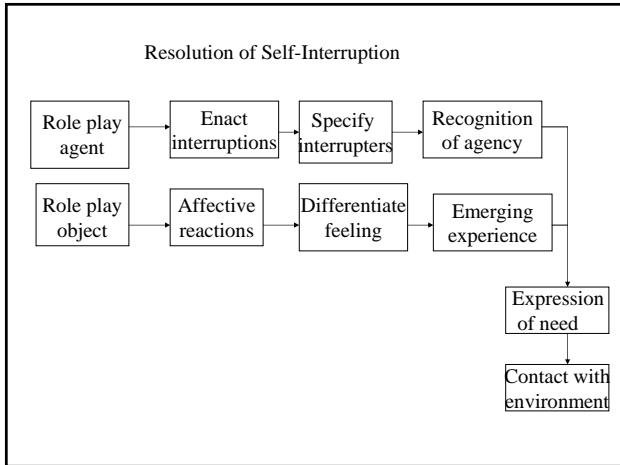 Resolution of Self-Interruption
Role play
agent
Enact
interruptions
Specify
interrupters
Recognition
of agency
Role play
object
Affective
reactions
Differentiate
feeling
Emerging
experience
Expression
of need
Contact with
environment